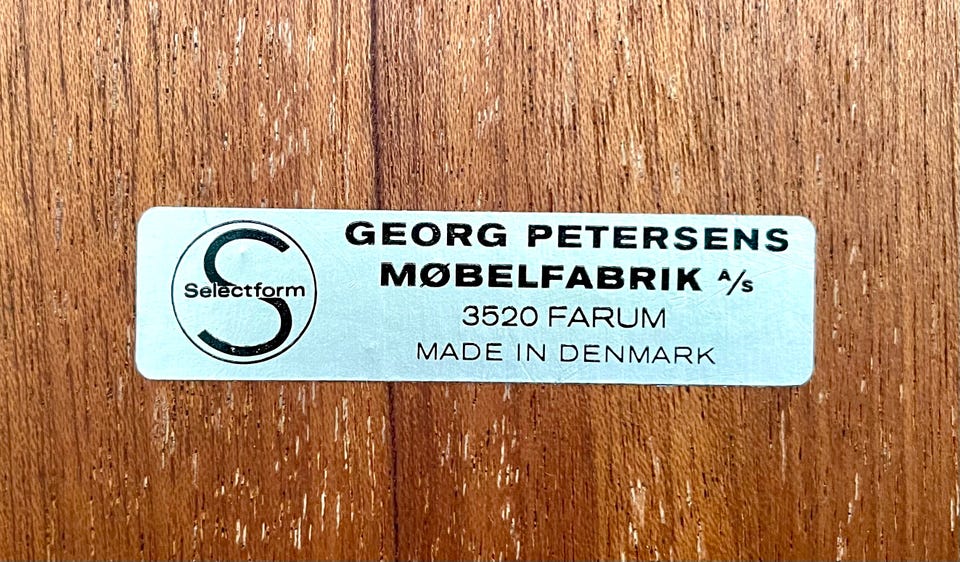 Selectform
GEORG PETERSENS
MØBELFABRIK A/S
3520 FARUM
MADE IN DENMARK